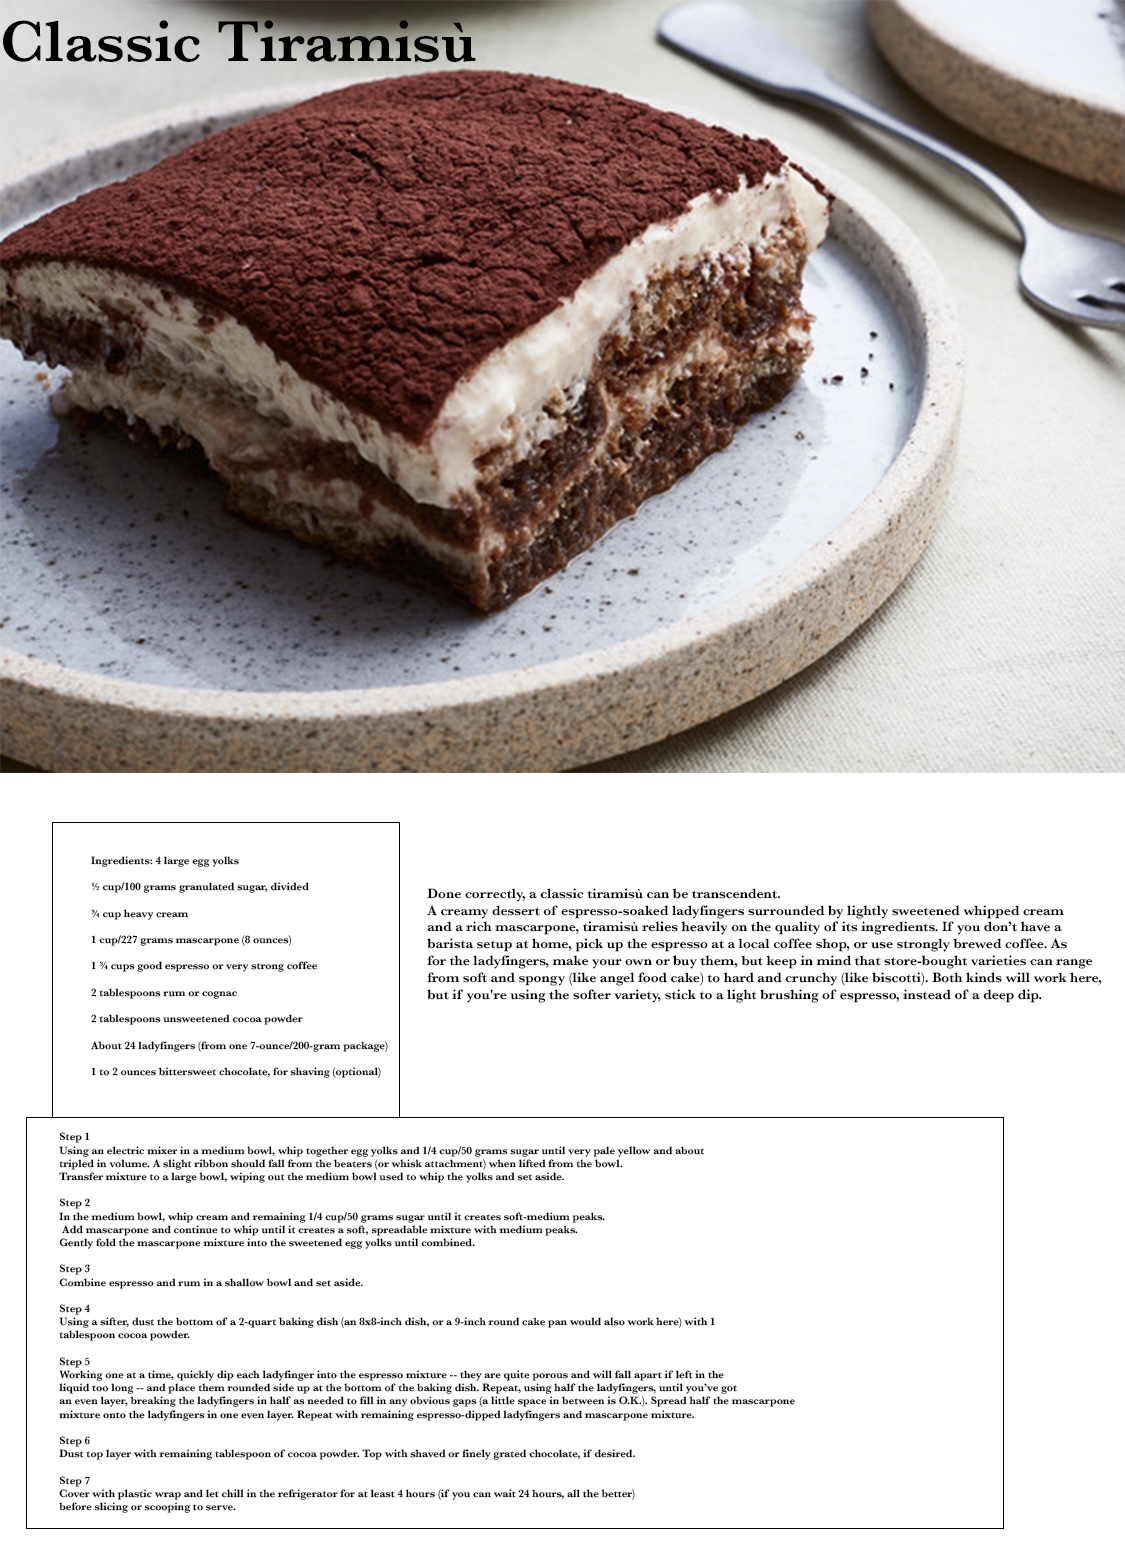 Classic Tiramisù
Ingredients: 4 large egg yolks
½ cup/100 grams granulated sugar, divided
¾ cup heavy cream
1 cup/227 grams mascarpone (8 ounces)
1 ¾ cups good espresso or very strong coffee
2 tablespoons rum or cognac
2 tablespoons unsweetened cocoa powder
About 24 ladyfingers (from one 7-ounce/200-gram package)
1 to 2 ounces bittersweet chocolate, for shaving (optional)
Done correctly, a classic tiramisù can be transcendent.
A creamy dessert of espresso-soaked ladyfingers surrounded by lightly sweetened whipped cream
and a rich mascarpone, tiramisù relies heavily on the quality of its ingredients. If you don’t have a
barista setup at home, pick up the espresso at a local coffee shop, or use strongly brewed coffee. As
for the ladyfingers, make your own or buy them, but keep in mind that store-bought varieties can range
from soft and spongy (like angel food cake) to hard and crunchy (like biscotti). Both kinds will work here,
but if you're using the softer variety, stick to a light brushing of espresso, instead of a deep dip.
Step 1
Using an electric mixer in a medium bowl, whip together egg yolks and 1/4 cup/50 grams sugar until very pale yellow and about
tripled in volume. A slight ribbon should fall from the beaters (or whisk attachment) when lifted from the bowl.
Transfer mixture to a large bowl, wiping out the medium bowl used to whip the yolks and set aside.
Step 2
In the medium bowl, whip cream and remaining 1/4 cup/50 grams sugar until it creates soft-medium peaks.
Add mascarpone and continue to whip until it creates a soft, spreadable mixture with medium peaks.
Gently fold the mascarpone mixture into the sweetened egg yolks until combined.
Step 3
Combine espresso and rum in a shallow bowl and set aside.
Step 4
Using a sifter, dust the bottom of a 2-quart baking dish (an 8x8-inch dish, or a 9-inch round cake pan would also work here) with 1
tablespoon cocoa powder.
Step 5
Working one at a time, quickly dip each ladyfinger into the espresso mixture -- they are quite porous and will fall apart if left in the
liquid too long -- and place them rounded side up at the bottom of the baking dish. Repeat, using half the ladyfingers, until you’ve got
an even layer, breaking the ladyfingers in half as needed to fill in any obvious gaps (a little space in between is O.K.). Spread half the mascarpone
mixture onto the ladyfingers in one even layer. Repeat with remaining espresso-dipped ladyfingers and mascarpone mixture.
Step 6
Dust top layer with remaining tablespoon of cocoa powder. Top with shaved or finely grated chocolate, if desired.
Step 7
Cover with plastic wrap and let chill in the refrigerator for at least 4 hours (if you can wait 24 hours, all the better)
before slicing or scooping to serve.